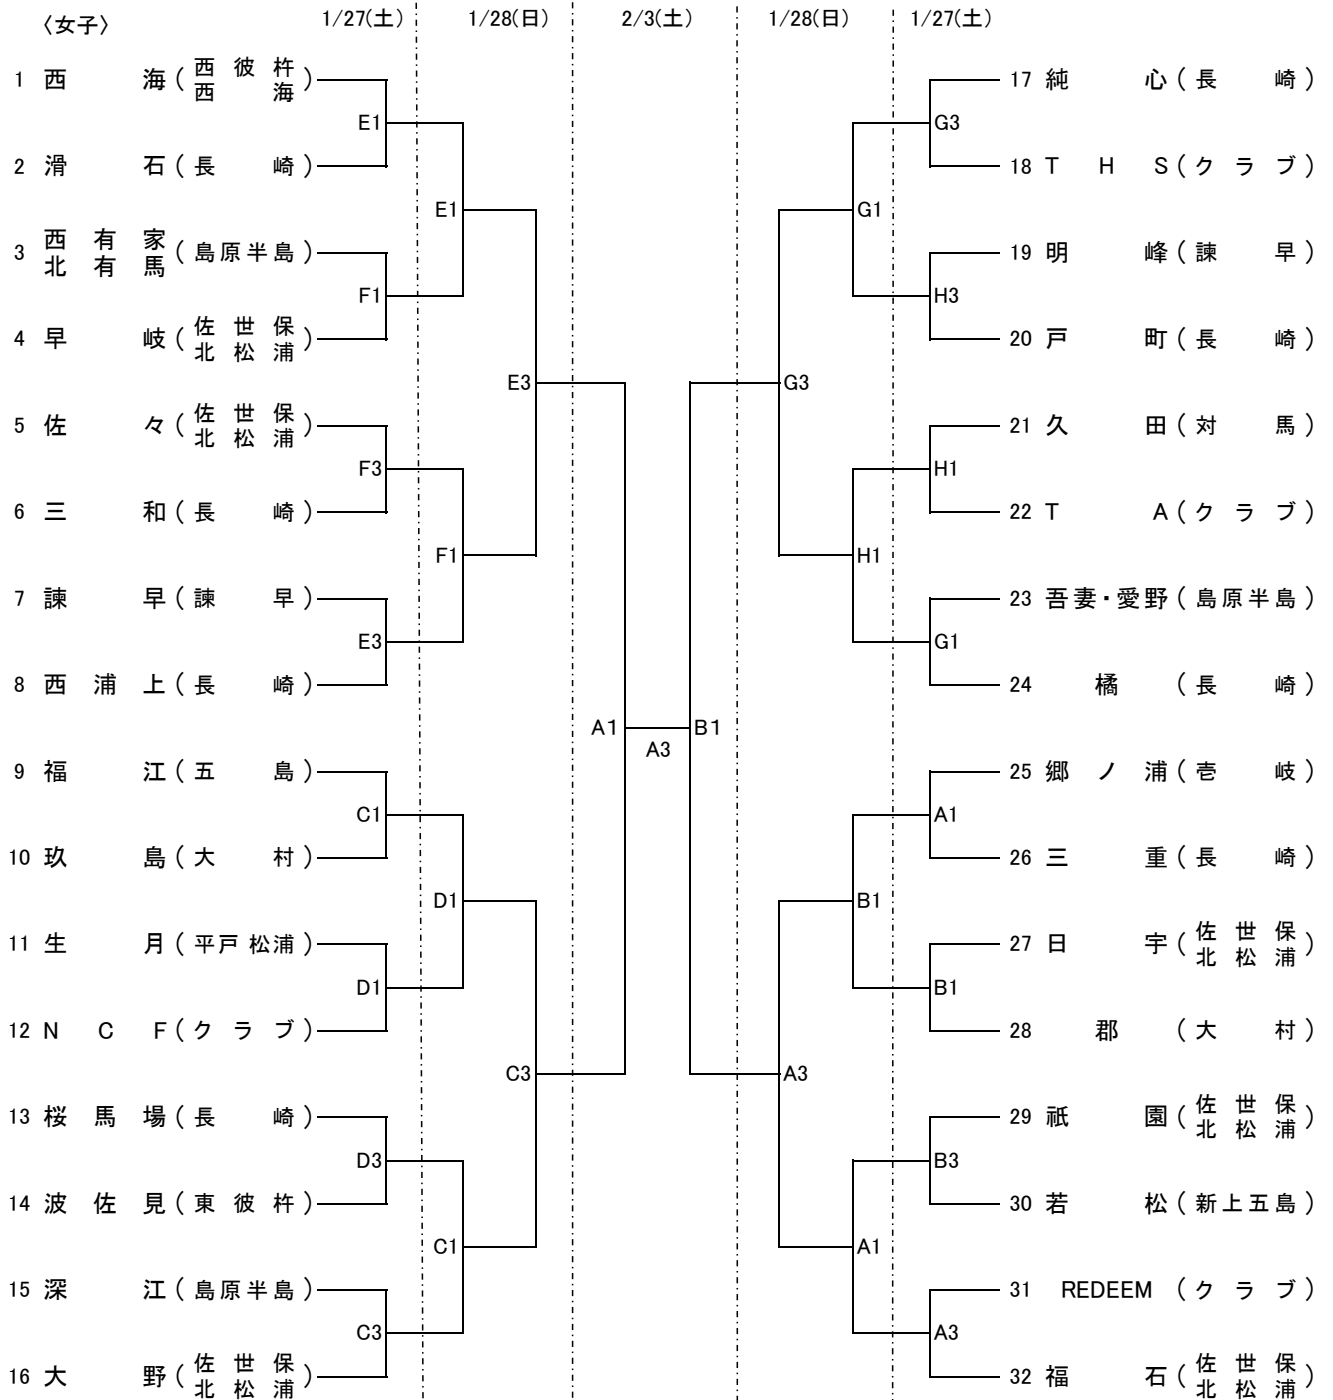 〈女子〉
1/27(土) 1/28(日) 2/3(土) 1/28(日) 1/27(土)
1 西海(西彼杵 西海)
E1
2 滑石(長崎)
E1
3 西有家 北有馬(島原半島)
F1
4 早岐(佐世保 北松浦)
E3
5 佐々(佐世保 北松浦)
F3
6 三和(長崎)
F1
7 諫早(諫早)
E3
8 西浦上(長崎)
A1
9 福江(五島)
C1
10 玖島(大村)
D1
11 生月(平戸松浦)
D1
12 NCF(クラブ)
C3
13 桜馬場(長崎)
D3
14 波佐見(東彼杵)
C1
15 深江(島原半島)
C3
16 大野(佐世保 北松浦)
A3
17 純心(長崎)
G3
18 THS(クラブ)
G1
19 明峰(諫早)
H3
20 戸町(長崎)
G3
21 久田(対馬)
H1
22 TA(クラブ)
H1
23 吾妻・愛野(島原半島)
G1
24 橘(長崎)
B1
25 郷ノ浦(壱岐)
A1
26 三重(長崎)
B1
27 日宇(佐世保 北松浦)
B1
28 郡(大村)
A3
29 祇園(佐世保 北松浦)
B3
30 若松(新上五島)
A1
31 REDEEM(クラブ)
A3
32 福石(佐世保 北松浦)